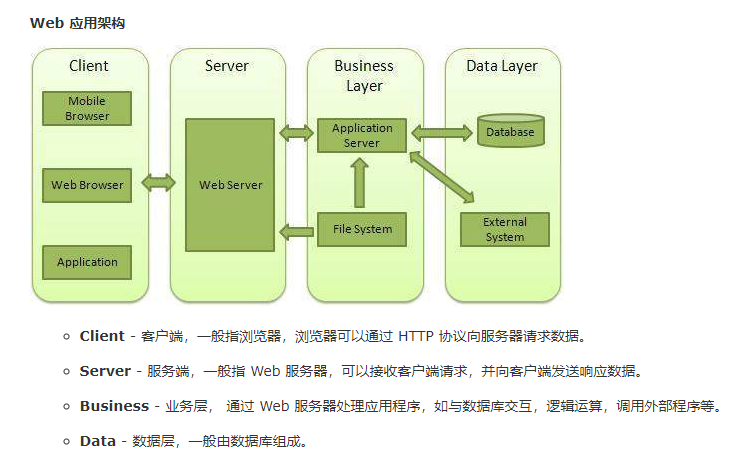 Web 应用架构
Client
Server
Business
Layer
Data Layer
Mobile
Browser
Web Browser
Application
Web Server
Application
Server
File System
Database
External
System
Client - 客户端，一般指浏览器，浏览器可以通过 HTTP 协议向服务器请求数据。
Server - 服务端，一般指 Web 服务器，可以接收客户端请求，并向客户端发送响应数据。
Business - 业务层， 通过 Web 服务器处理应用程序，如与数据库交互，逻辑运算，调用外部程序等。
Data - 数据层，一般由数据库组成。